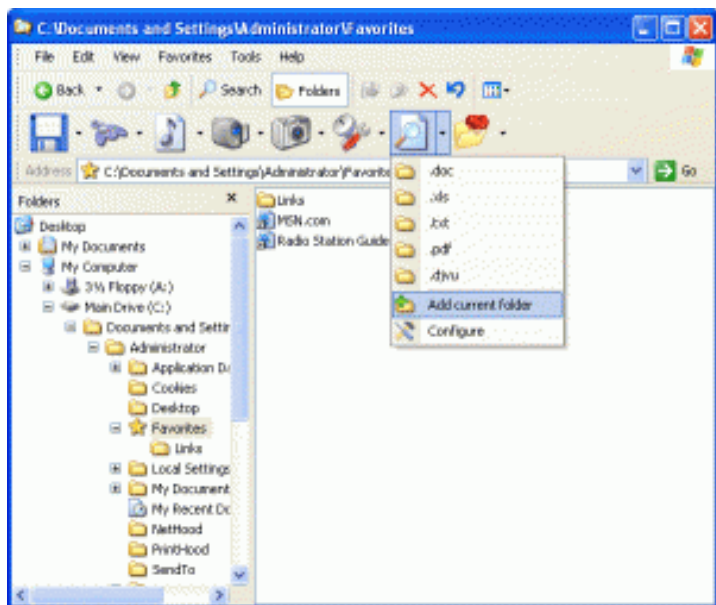 C:\Documents and Settings\Administrator\Favorites
File Edit View Favorites Tools Help
Back Search Folders
Address C:\Documents and Settings\Administrator\Favorite Go
Folders
Desktop
My Documents
My Computer
3½ Floppy (A:)
Main Drive (C:)
Documents and Settin
Administrator
Application Da
Cookies
Desktop
Favorites
Links
Local Settings
My Document
My Recent Do
NetHood
PrintHood
SendTo
Links
MSN.com
Radio Station Guide
.doc
.xls
.txt
.pdf
.djvu
Add current folder
Configure